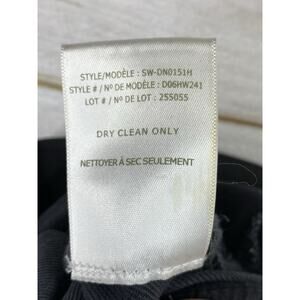 STYLE/MODÈLE : SW-DN0151H
STYLE # / Nº DE MODÈLE : D06HW241
LOT # / Nº DE LOT : 255055
DRY CLEAN ONLY
NETTOYER À SEC SEULEMENT